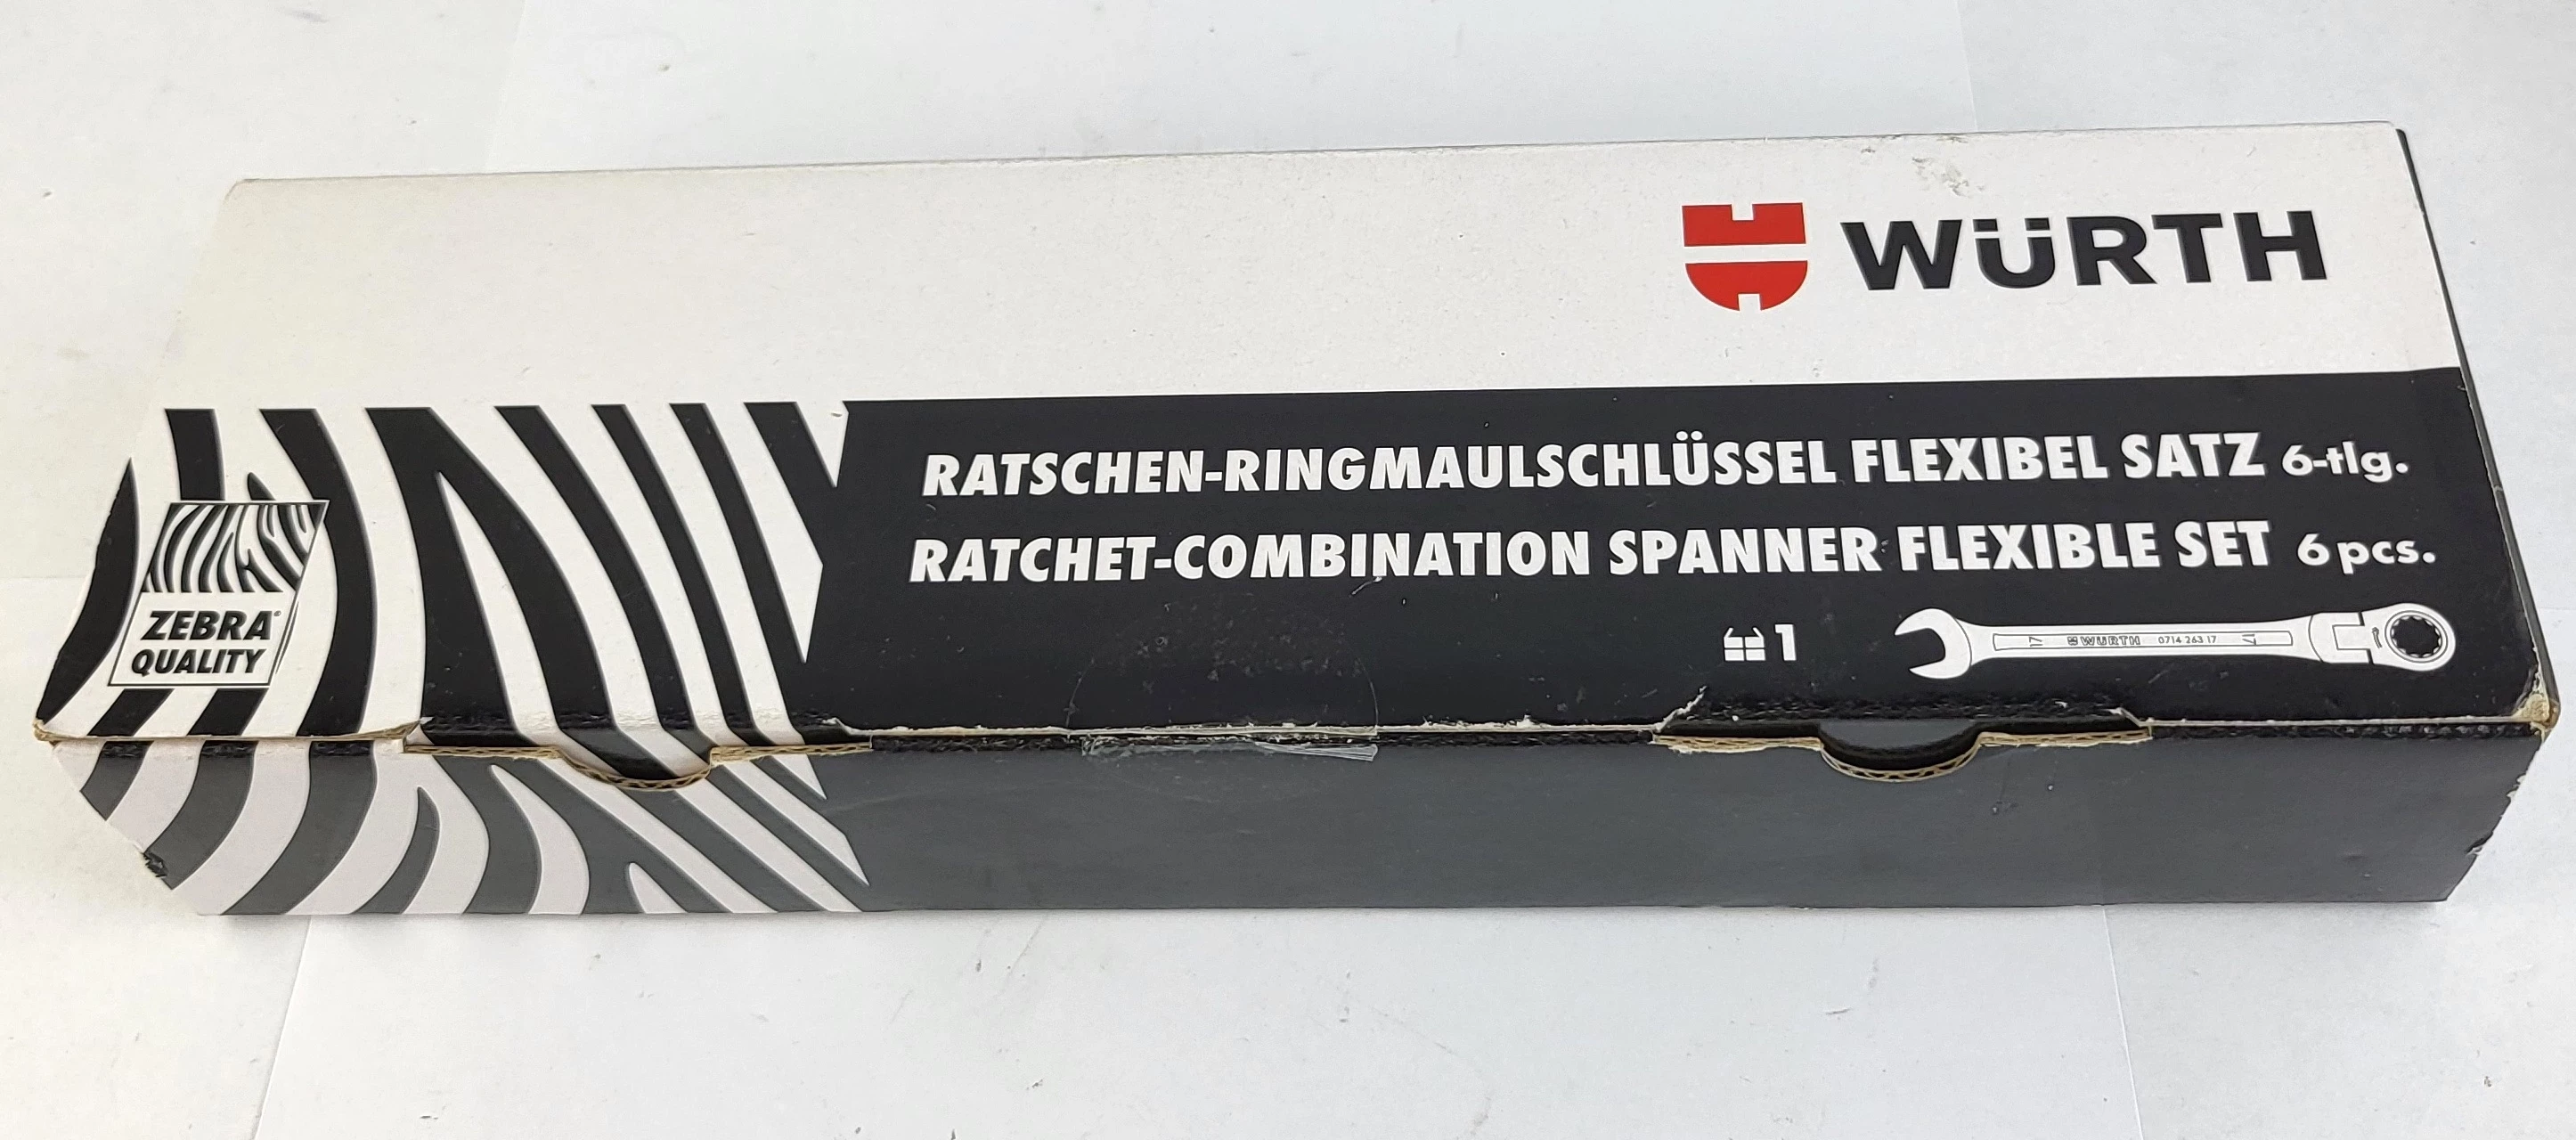 WÜRTH
RATSCHEN-RINGMAULSCHLÜSSEL FLEXIBEL SATZ 6-tlg.
RATCHET-COMBINATION SPANNER FLEXIBLE SET 6 pcs.
1
17 WÜRTH 0714 263 17 17
ZEBRA®
QUALITY